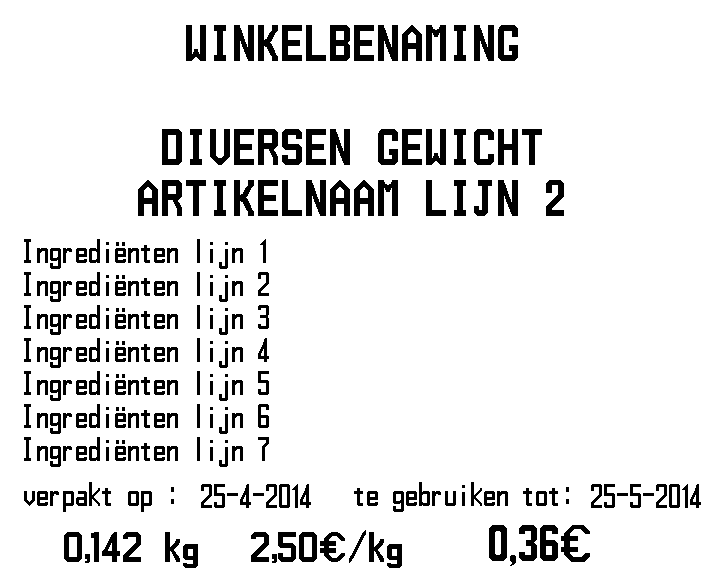 WINKELBENAMING
DIVERSEN GEWICHT
ARTIKELNAAM LIJN 2
Ingrediënten lijn 1
Ingrediënten lijn 2
Ingrediënten lijn 3
Ingrediënten lijn 4
Ingrediënten lijn 5
Ingrediënten lijn 6
Ingrediënten lijn 7
verpakt op : 25-4-2014 te gebruiken tot: 25-5-2014
0,142 kg 2,50€/kg 0,36€